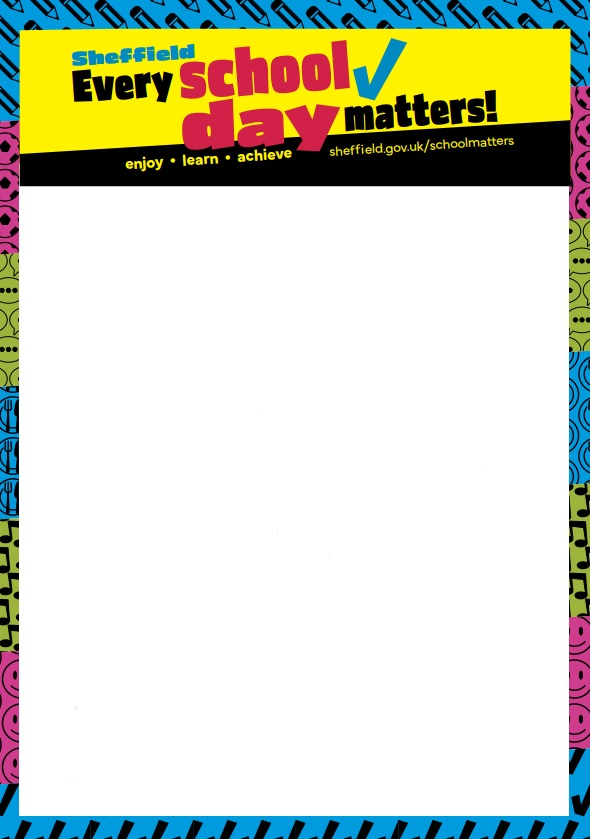 Sheffield
Every school
day matters!
enjoy • learn • achieve
sheffield.gov.uk/schoolmatters